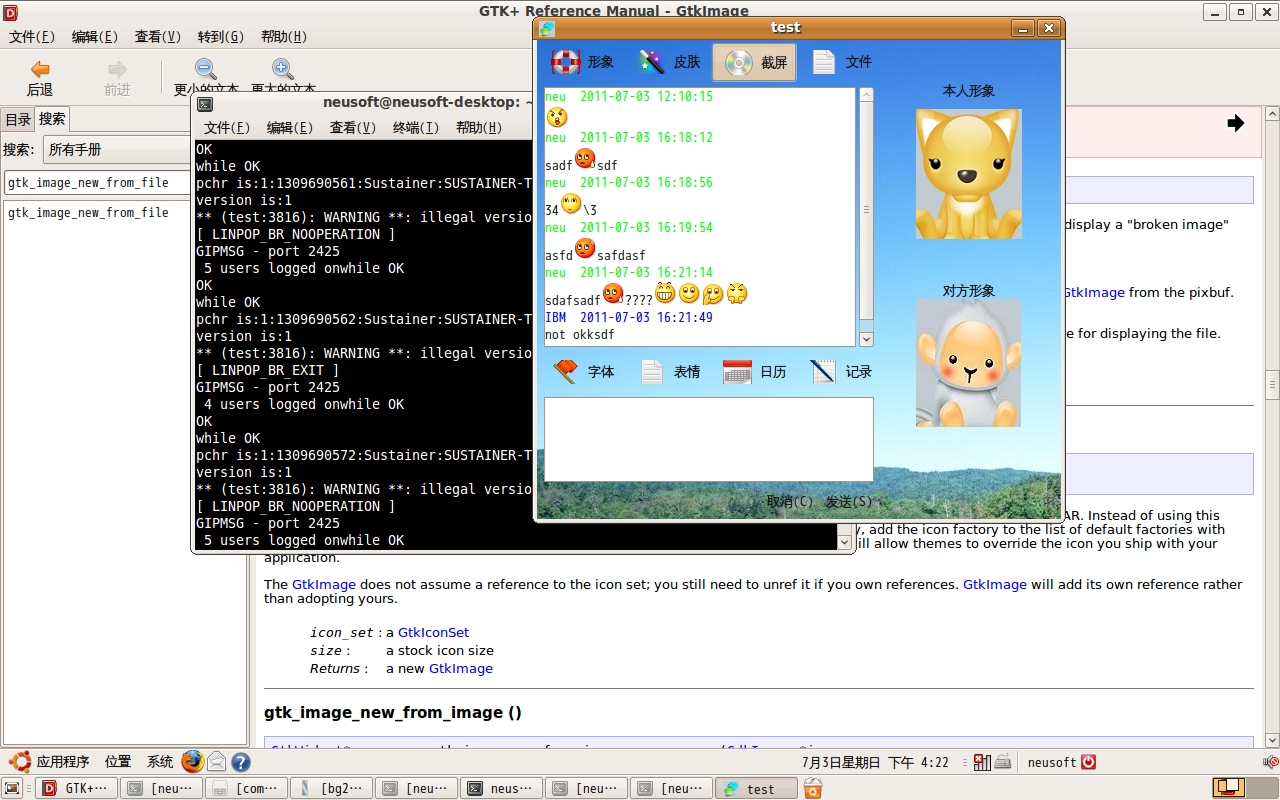 GTK+ Reference Manual - GtkImage
文件(F) 编辑(E) 查看(V) 转到(G) 帮助(H)
后退 前进 更小的文本 更大的文本
目录 搜索
搜索: 所有手册
gtk_image_new_from_file
gtk_image_new_from_file
neusoft@neusoft-desktop: ~
文件(F) 编辑(E) 查看(V) 终端(T) 帮助(H)
OK
while OK
pchr is:1:1309690561:Sustainer:SUSTAINER-T
version is:1
** (test:3816): WARNING **: illegal versio
[ LINPOP_BR_NOOPERATION ]
GIPMSG - port 2425
5 users logged onwhile OK
OK
while OK
pchr is:1:1309690562:Sustainer:SUSTAINER-T
version is:1
** (test:3816): WARNING **: illegal versio
[ LINPOP_BR_EXIT ]
GIPMSG - port 2425
4 users logged onwhile OK
OK
while OK
pchr is:1:1309690572:Sustainer:SUSTAINER-T
version is:1
** (test:3816): WARNING **: illegal versio
[ LINPOP_BR_NOOPERATION ]
GIPMSG - port 2425
5 users logged onwhile OK
test
形象 皮肤 截屏 文件
neu 2011-07-03 12:10:15
neu 2011-07-03 16:18:12
sadf sdf
neu 2011-07-03 16:18:56
34 \3
neu 2011-07-03 16:19:54
asfd safdasf
neu 2011-07-03 16:21:14
sdafsadf ????
IBM 2011-07-03 16:21:49
not okksdf
字体 表情 日历 记录
取消(C) 发送(S)
本人形象
对方形象
display a "broken image"
GtkImage from the pixbuf.
e for displaying the file.
AR. Instead of using this
, add the icon factory to the list of default factories with
ill allow themes to override the icon you ship with your
application.
The GtkImage does not assume a reference to the icon set; you still need to unref it if you own references. GtkImage will add its own reference rather
than adopting yours.
icon_set : a GtkIconSet
size : a stock icon size
Returns : a new GtkImage
gtk_image_new_from_image ()
应用程序 位置 系统 7月3日星期日 下午 4:22 neusoft
GTK+··· [neu··· [com··· [bg2··· [neu··· neus··· [neu··· [neu··· test